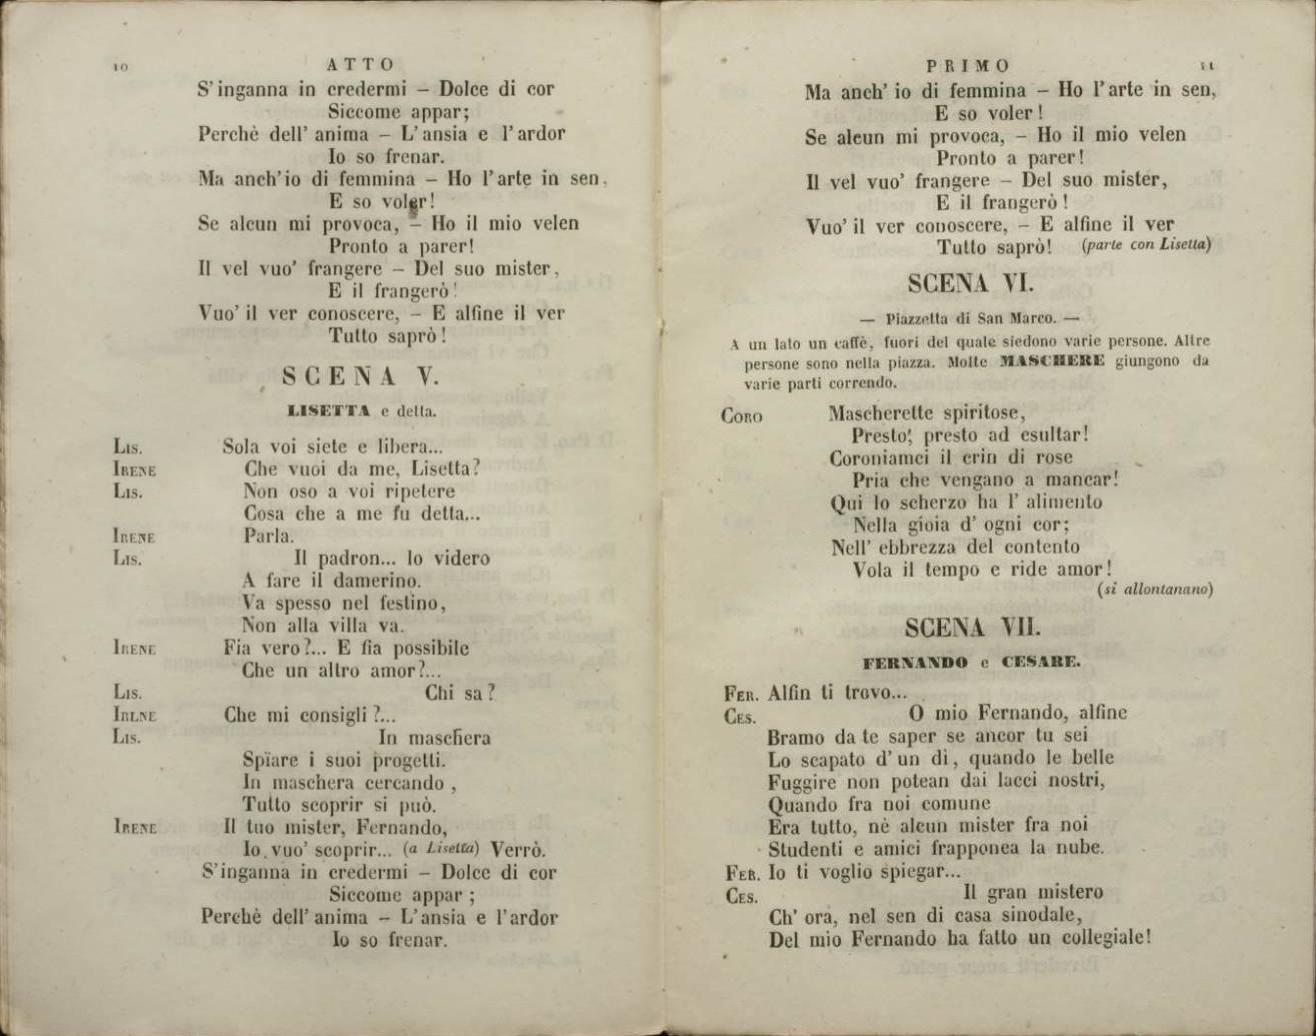 10
ATTO
S'inganna in credermi – Dolce di cor
Siccome appar;
Perchè dell' anima – L'ansia e l'ardor
Io so frenar.
Ma anch'io di femmina – Ho l'arte in sen,
E so voler!
Se alcun mi provoca, – Ho il mio velen
Pronto a parer!
Il vel vuo' frangere – Del suo mister,
E il frangerò!
Vuo' il ver conoscere, – E alfine il ver
Tutto saprò!
SCENA V.
LISETTA e detta.
LIS. Sola voi siete e libera...
IRENE Che vuoi da me, Lisetta?
LIS. Non oso a voi ripetere
Cosa che a me fu detta...
IRENE Parla.
LIS. Il padron... lo videro
A fare il damerino.
Va spesso nel festino,
Non alla villa va.
IRENE Fia vero?... E fia possibile
Che un altro amor?...
LIS. Chi sa?
IRENE Che mi consigli?...
LIS. In maschera
Spïare i suoi progetti.
In maschera cercando,
Tutto scoprir si può.
IRENE Il tuo mister, Fernando,
Io vuo' scoprir... (a Lisetta) Verrò.
S'inganna in credermi – Dolce di cor
Siccome appar;
Perchè dell' anima – L'ansia e l'ardor
Io so frenar.
PRIMO
11
Ma anch' io di femmina – Ho l'arte in sen,
E so voler!
Se alcun mi provoca, – Ho il mio velen
Pronto a parer!
Il vel vuo' frangere – Del suo mister,
E il frangerò!
Vuo' il ver conoscere, – E alfine il ver
Tutto saprò! (parte con Lisetta)
SCENA VI.
— Piazzetta di San Marco. —
A un lato un caffè, fuori del quale siedono varie persone. Altre
persone sono nella piazza. Molte MASCHERE giungono da
varie parti correndo.
CORO Mascherette spiritose,
Presto, presto ad esultar!
Coroniamci il crin di rose
Pria che vengano a mancar!
Qui lo scherzo ha l' alimento
Nella gioia d' ogni cor;
Nell' ebbrezza del contento
Vola il tempo e ride amor!
(si allontanano)
SCENA VII.
FERNANDO e CESARE.
FER. Alfin ti trovo...
CES. O mio Fernando, alfine
Bramo da te saper se ancor tu sei
Lo scapato d' un dì, quando le belle
Fuggire non potean dai lacci nostri,
Quando fra noi comune
Era tutto, nè alcun mister fra noi
Studenti e amici frapponea la nube.
FER. Io ti voglio spiegar...
CES. Il gran mistero
Ch' ora, nel sen di casa sinodale,
Del mio Fernando ha fatto un collegiale!